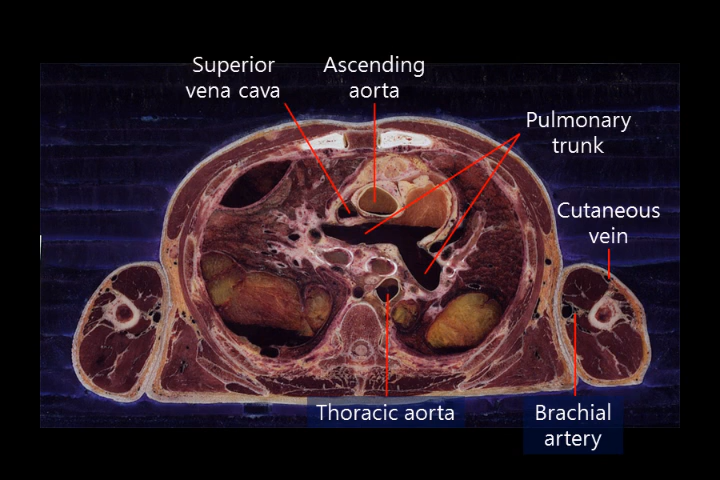 Superior
vena cava
Ascending
aorta
Pulmonary
trunk
Cutaneous
vein
Thoracic aorta
Brachial
artery